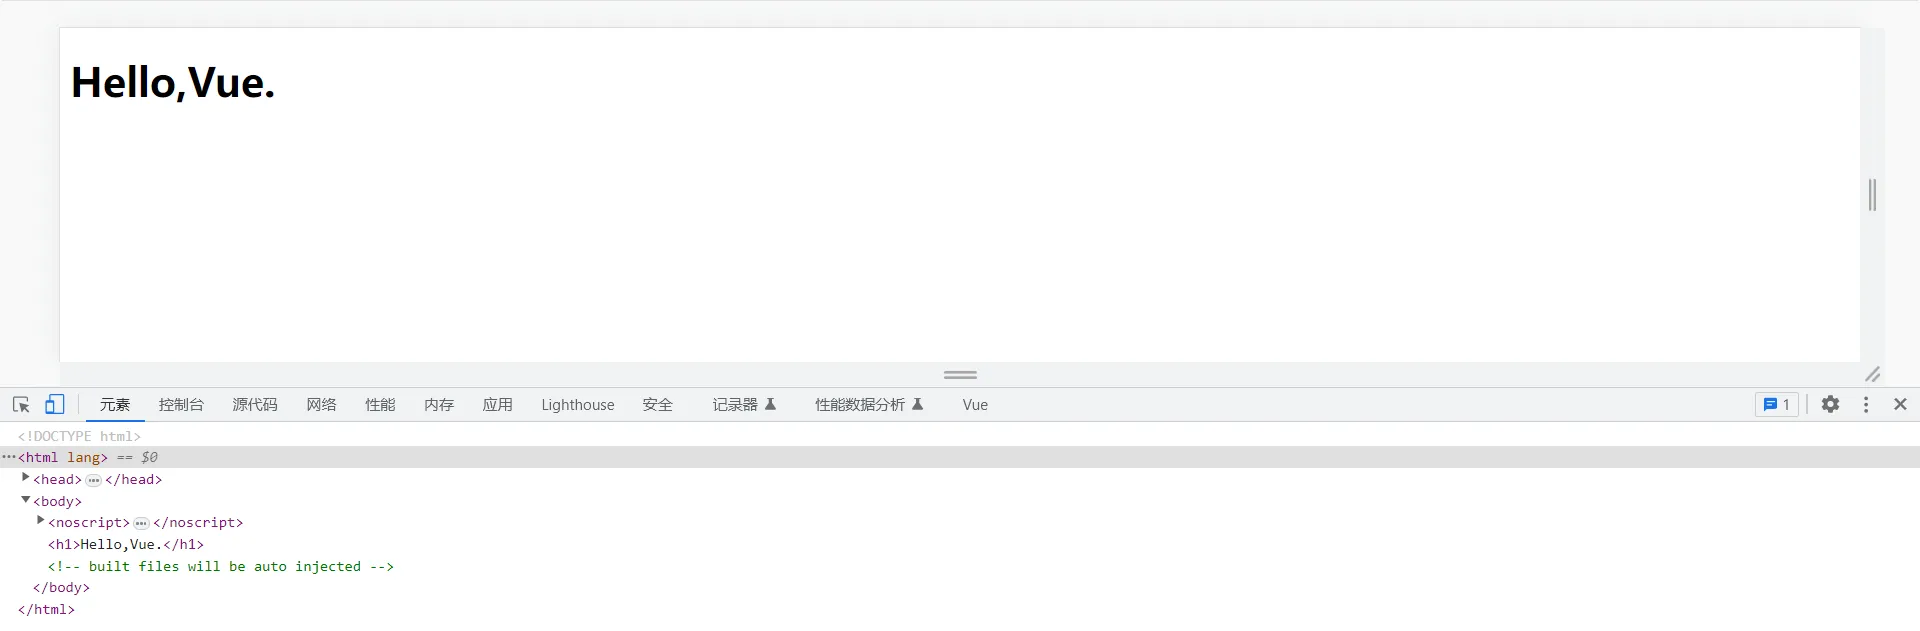 Hello,Vue.
元素 控制台 源代码 网络 性能 内存 应用 Lighthouse 安全 记录器 性能数据分析 Vue 1
<!DOCTYPE html>
···<html lang> == $0
<head>···</head>
<body>
<noscript>···</noscript>
<h1>Hello,Vue.</h1>
<!-- built files will be auto injected -->
</body>
</html>